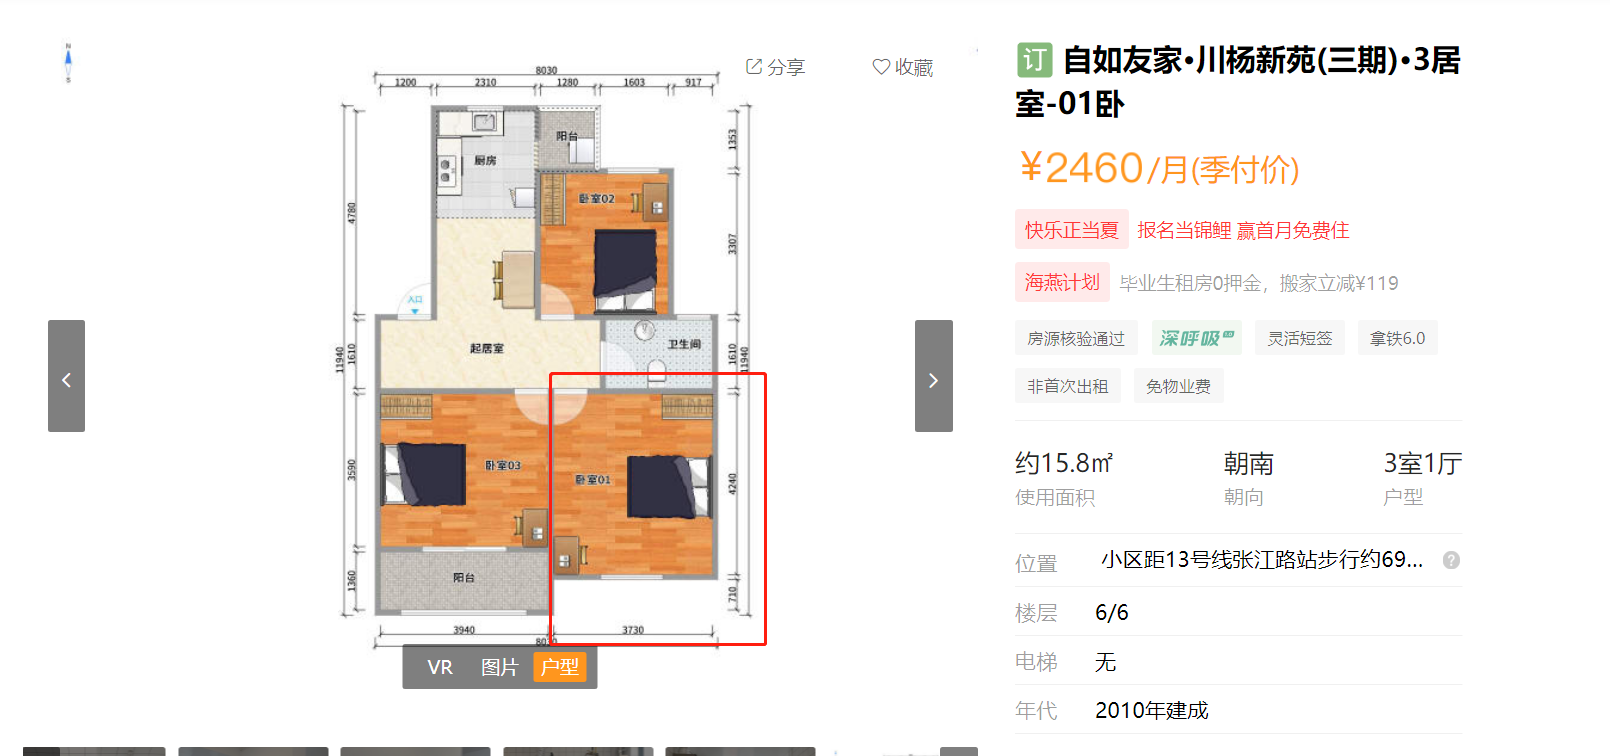 N
S
分享
收藏
8030
1200
2310
1280
1603
917
阳台
厨房
1353
卧室02
4780
3307
入口
起居室
卫生间
11940
1610
1610
11940
卧室03
卧室01
3590
4240
阳台
1360
710
3940
3730
8030
VR
图片
户型
订 自如友家·川杨新苑(三期)·3居
室-01卧
¥2460/月(季付价)
快乐正当夏 报名当锦鲤 赢首月免费住
海燕计划 毕业生租房0押金，搬家立减¥119
房源核验通过 深呼吸 灵活短签 拿铁6.0
非首次出租 免物业费
约15.8㎡ 朝南 3室1厅
使用面积 朝向 户型
位置 小区距13号线张江路站步行约69... ?
楼层 6/6
电梯 无
年代 2010年建成